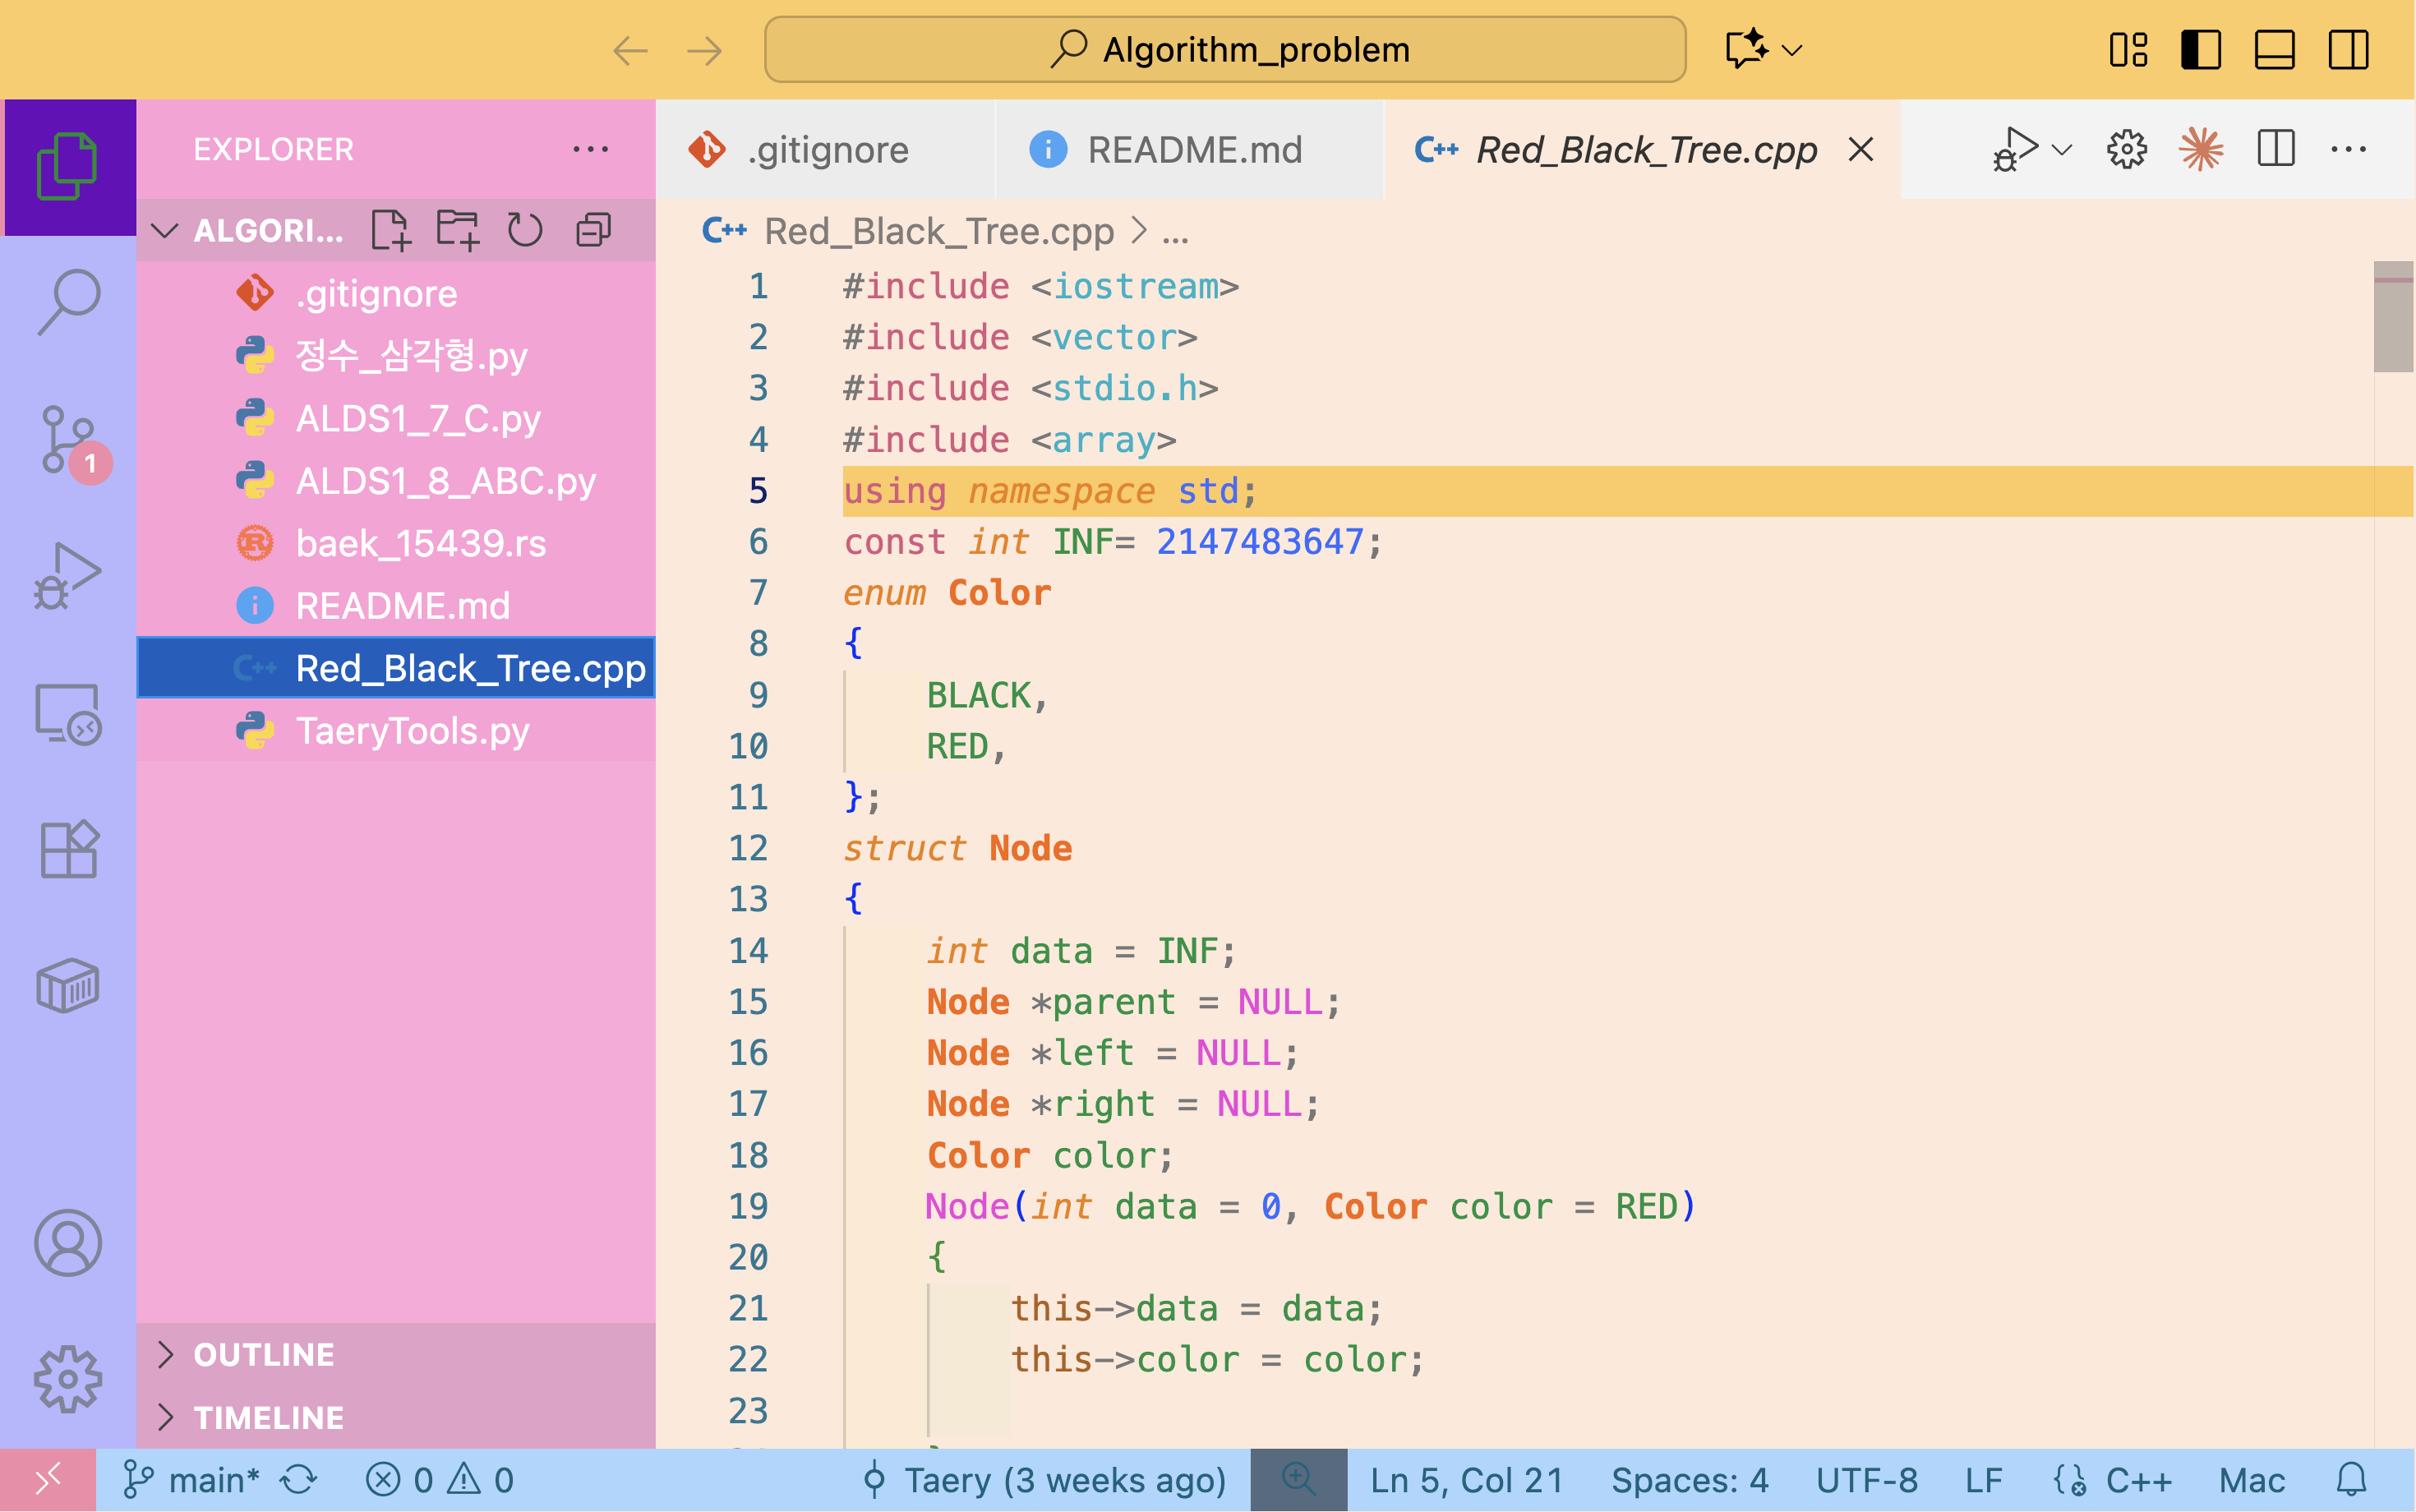 Algorithm_problem
EXPLORER
ALGORI...
.gitignore
정수_삼각형.py
ALDS1_7_C.py
ALDS1_8_ABC.py
baek_15439.rs
README.md
C++ Red_Black_Tree.cpp
TaeryTools.py
OUTLINE
TIMELINE
1
.gitignore
README.md
C++ Red_Black_Tree.cpp
C++ Red_Black_Tree.cpp > ...
1 #include <iostream>
2 #include <vector>
3 #include <stdio.h>
4 #include <array>
5 using namespace std;
6 const int INF= 2147483647;
7 enum Color
8 {
9 BLACK,
10 RED,
11 };
12 struct Node
13 {
14 int data = INF;
15 Node *parent = NULL;
16 Node *left = NULL;
17 Node *right = NULL;
18 Color color;
19 Node(int data = 0, Color color = RED)
20 {
21 this->data = data;
22 this->color = color;
23
main* 0 0 Taery (3 weeks ago) Ln 5, Col 21 Spaces: 4 UTF-8 LF C++ Mac